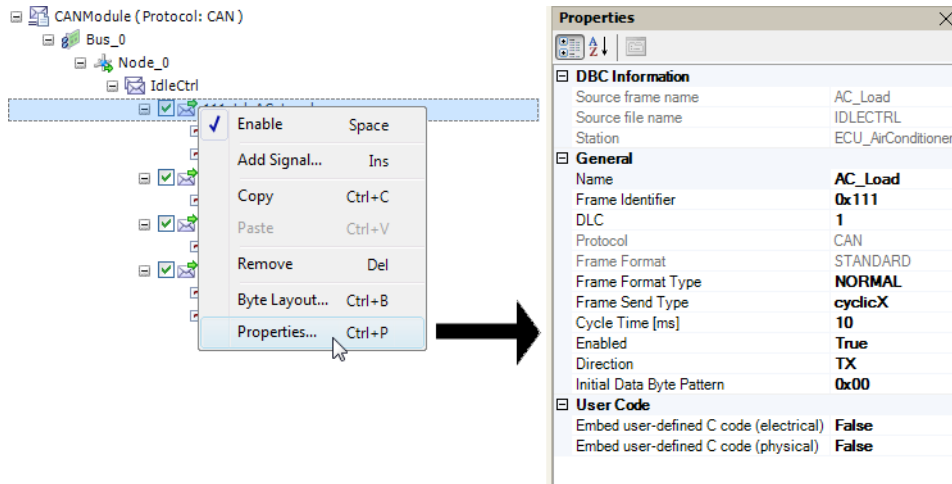 CANModule (Protocol: CAN )
Bus_0
Node_0
IdleCtrl
Enable Space
Add Signal... Ins
Copy Ctrl+C
Paste Ctrl+V
Remove Del
Byte Layout... Ctrl+B
Properties... Ctrl+P
Properties
DBC Information
Source frame name AC_Load
Source file name IDLECTRL
Station ECU_AirConditioner
General
Name AC_Load
Frame Identifier 0x111
DLC 1
Protocol CAN
Frame Format STANDARD
Frame Format Type NORMAL
Frame Send Type cyclicX
Cycle Time [ms] 10
Enabled True
Direction TX
Initial Data Byte Pattern 0x00
User Code
Embed user-defined C code (electrical) False
Embed user-defined C code (physical) False